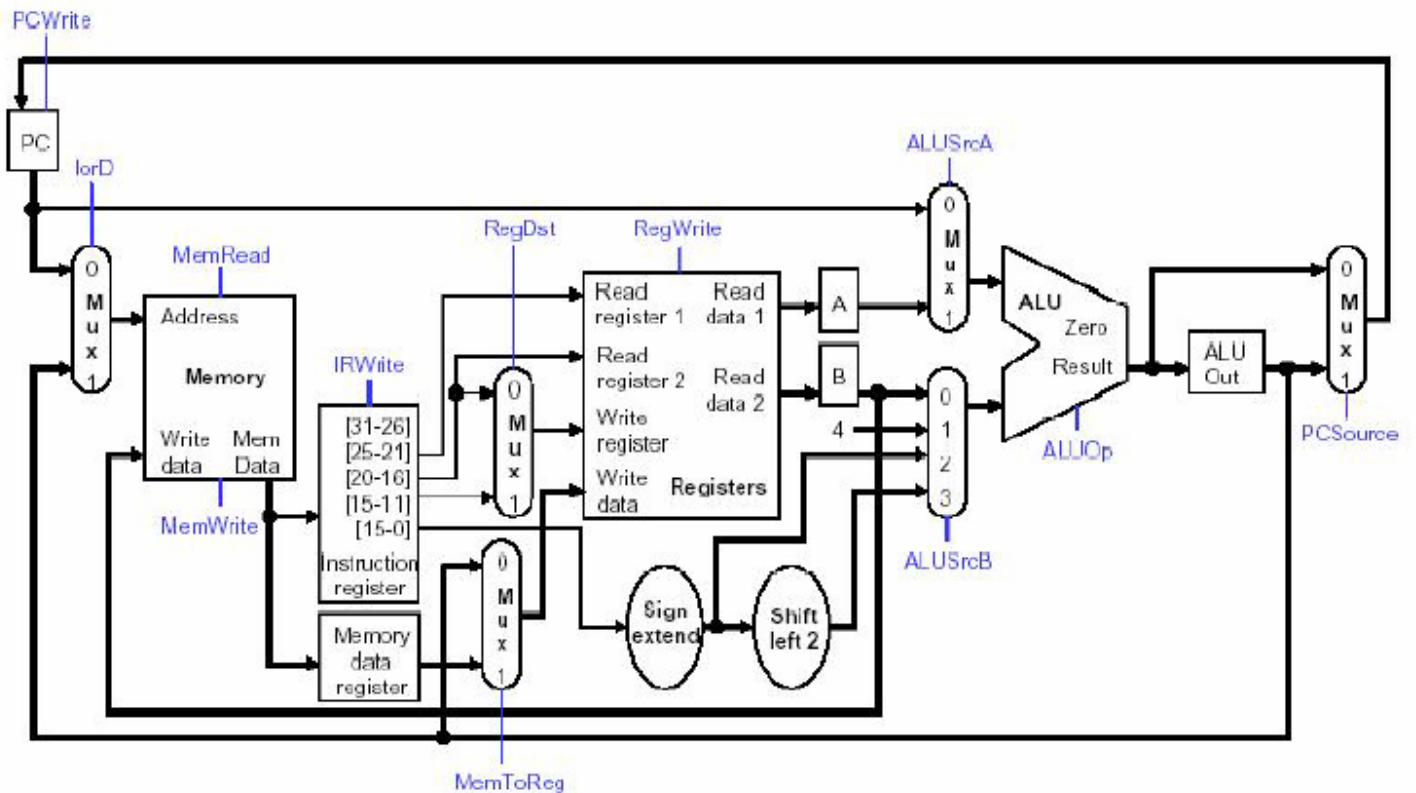 PCWrite
PC
IorD
0
M
u
x
1
MemRead
Address
Memory
Write
data
Mem
Data
MemWrite
IRWrite
[31-26]
[25-21]
[20-16]
[15-11]
[15-0]
Instruction
register
Memory
data
register
RegDst
0
M
u
x
1
0
M
u
x
1
MemToReg
RegWrite
Read
register 1
Read
data 1
Read
register 2
Read
data 2
Write
register
Write
data
Registers
Sign
extend
Shift
left 2
A
B
4
ALUSrcA
0
M
u
x
1
0
1
2
3
ALUSrcB
ALU
Zero
Result
ALUOp
ALU
Out
0
M
u
x
1
PCSource